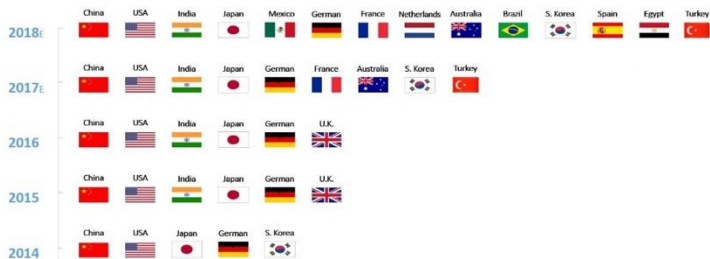 China USA India Japan Mexico German France Netherlands Australia Brazil S. Korea Spain Egypt Turkey
2018E
China USA India Japan German France Australia S. Korea Turkey
2017E
China USA India Japan German U.K.
2016
China USA India Japan German U.K.
2015
China USA Japan German S. Korea
2014